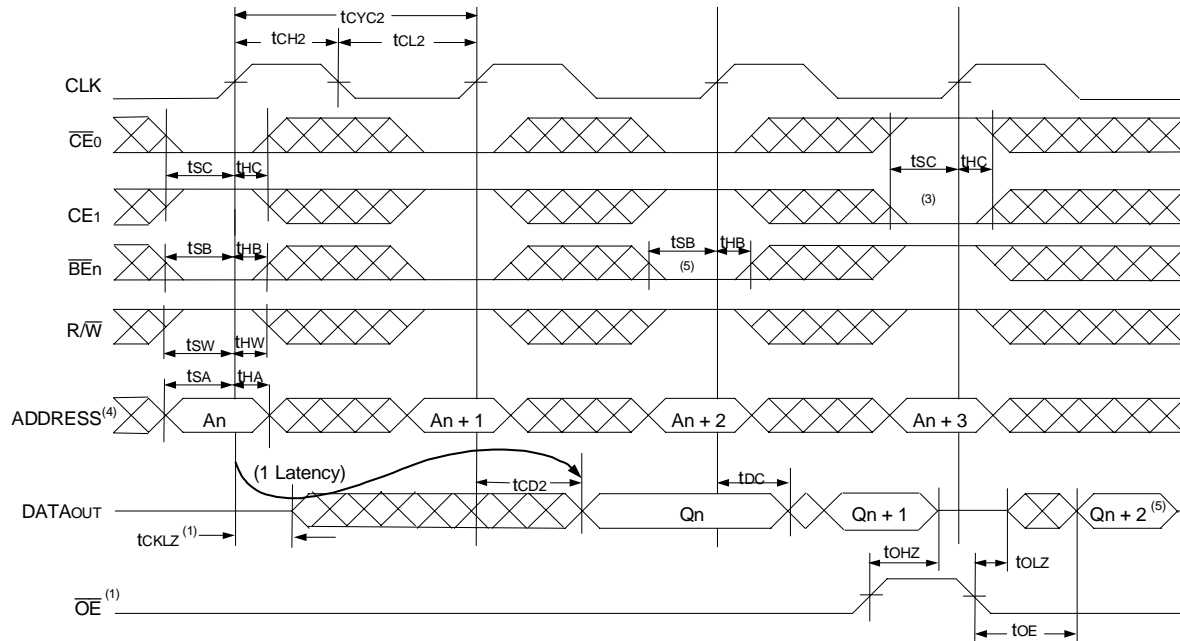 tCYC2
tCH2 tCL2
CLK
CE0
tSC tHC tSC tHC
CE1 (3)
tSB tHB tSB tHB
BEn (5)
R/W
tSW tHW
tSA tHA
ADDRESS(4) An An + 1 An + 2 An + 3
(1 Latency)
tCD2 tDC
DATAOUT Qn Qn + 1 Qn + 2 (5)
tCKLZ (1)
tOHZ tOLZ
OE (1)
tOE